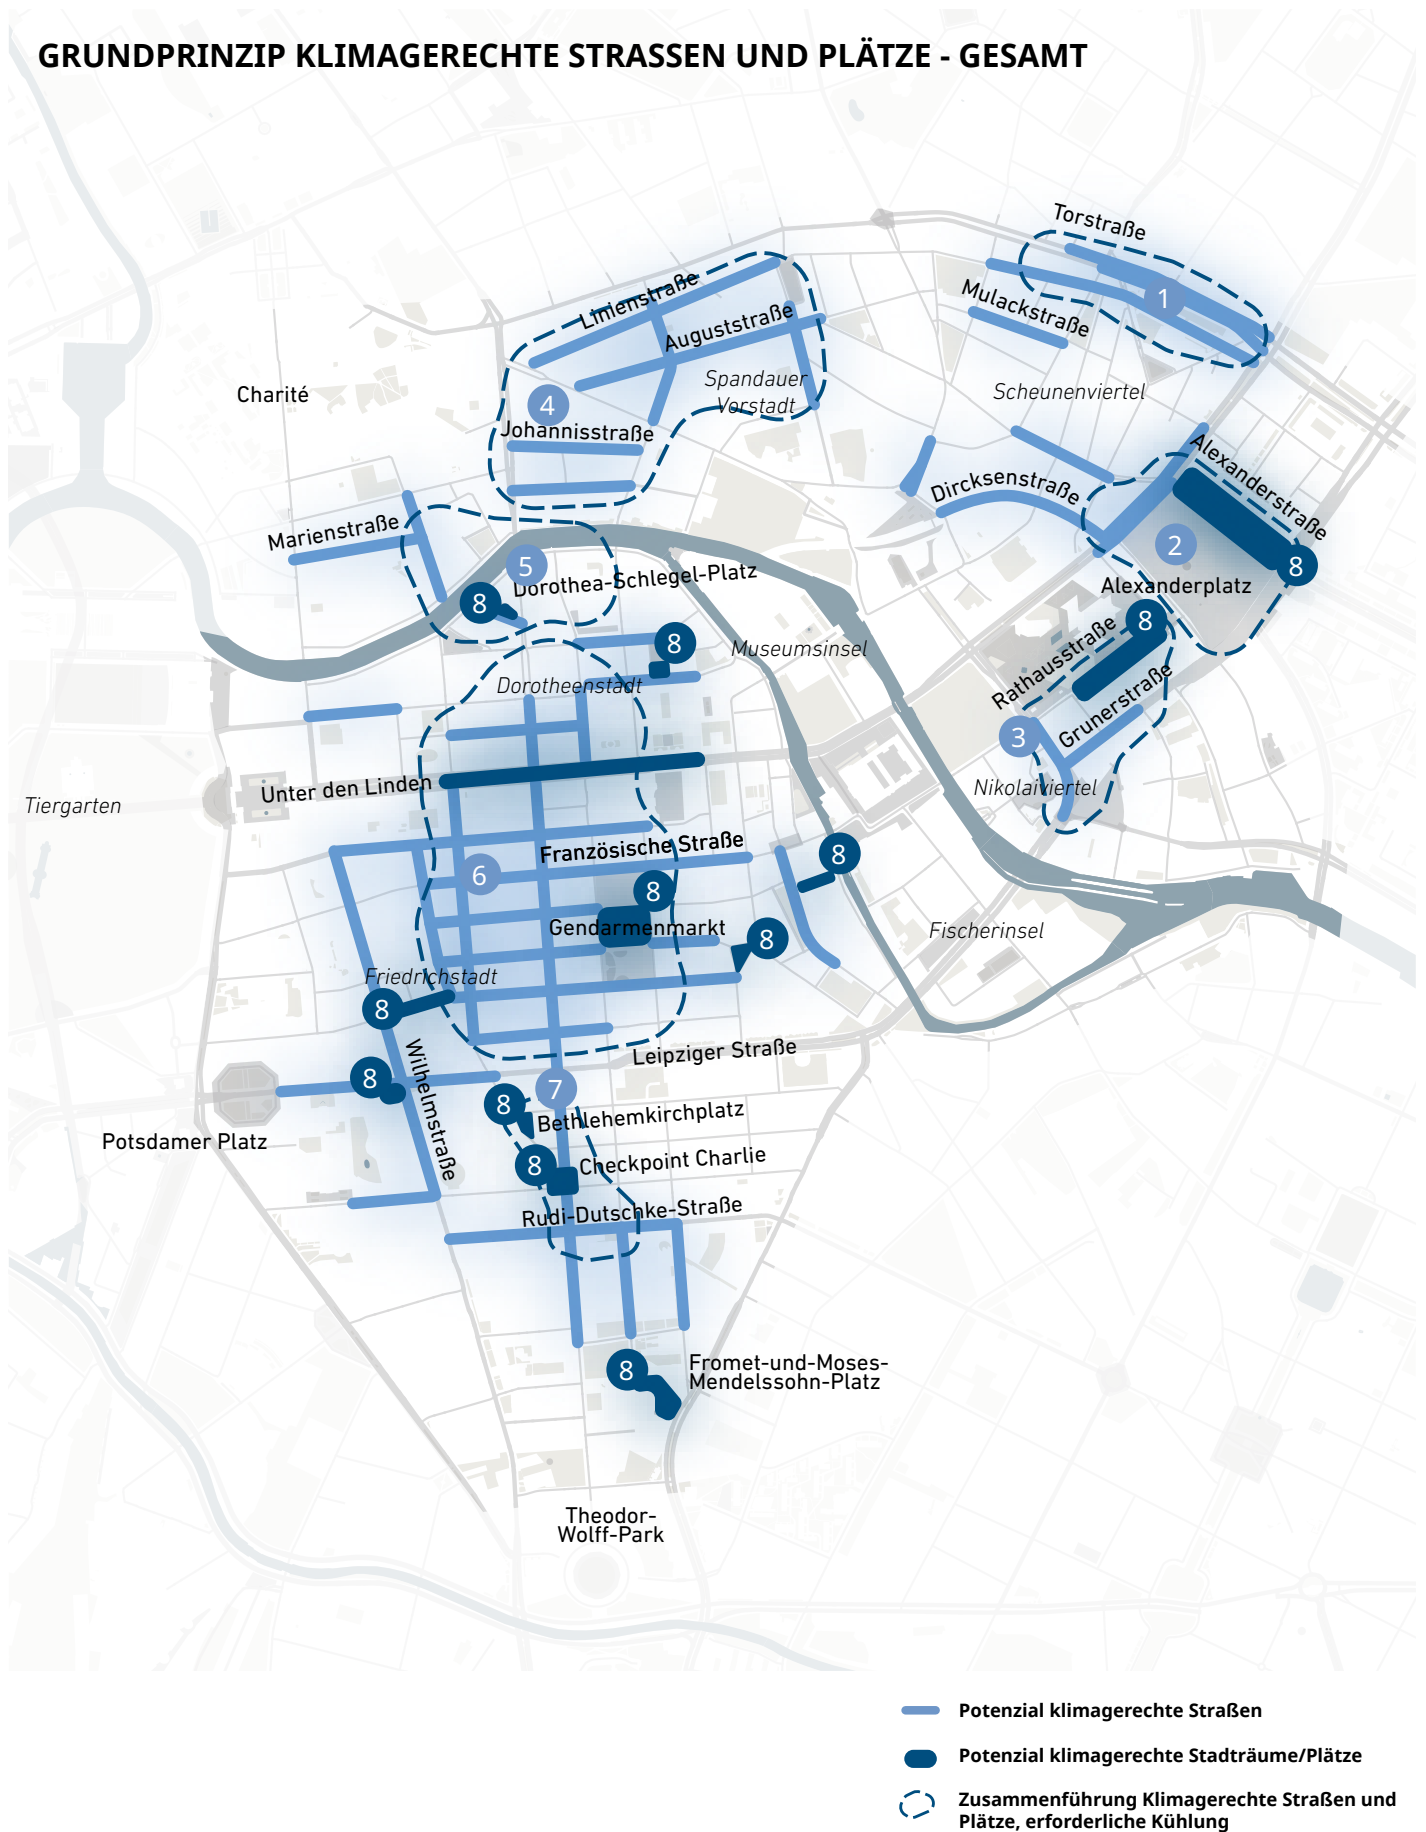 GRUNDPRINZIP KLIMAGERECHTE STRASSEN UND PLÄTZE - GESAMT
Torstraße
1
Linienstraße
Mulackstraße
Auguststraße
Spandauer
Vorstadt
Scheunenviertel
Charité
4
Johannisstraße
Alexanderstraße
Dircksenstraße
Marienstraße
2
8
5
Dorothea-Schlegel-Platz
Alexanderplatz
8
8
8
Rathausstraße
Museumsinsel
Dorotheenstadt
Grunerstraße
3
Unter den Linden
Nikolaiviertel
Tiergarten
Französische Straße
8
6
8
Gendarmenmarkt
8
Fischerinsel
Friedrichstadt
8
Leipziger Straße
Wilhelmstraße
8
7
8
Bethlehemkirchplatz
Potsdamer Platz
8
Checkpoint Charlie
Rudi-Dutschke-Straße
8
Fromet-und-Moses-
Mendelssohn-Platz
Theodor-
Wolff-Park
Potenzial klimagerechte Straßen
Potenzial klimagerechte Stadträume/Plätze
Zusammenführung Klimagerechte Straßen und
Plätze, erforderliche Kühlung